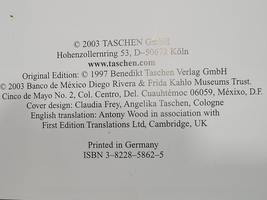 © 2003 TASCHEN GmbH
Hohenzollernring 53, D–50672 Köln
www.taschen.com
Original Edition: © 1997 Benedikt Taschen Verlag GmbH
© 2003 Banco de México Diego Rivera & Frida Kahlo Museums Trust.
Cinco de Mayo No. 2, Col. Centro, Del. Cuauhtémoc 06059, México, D.F.
Cover design: Claudia Frey, Angelika Taschen, Cologne
English translation: Antony Wood in association with
First Edition Translations Ltd, Cambridge, UK
Printed in Germany
ISBN 3–8228–5862–5